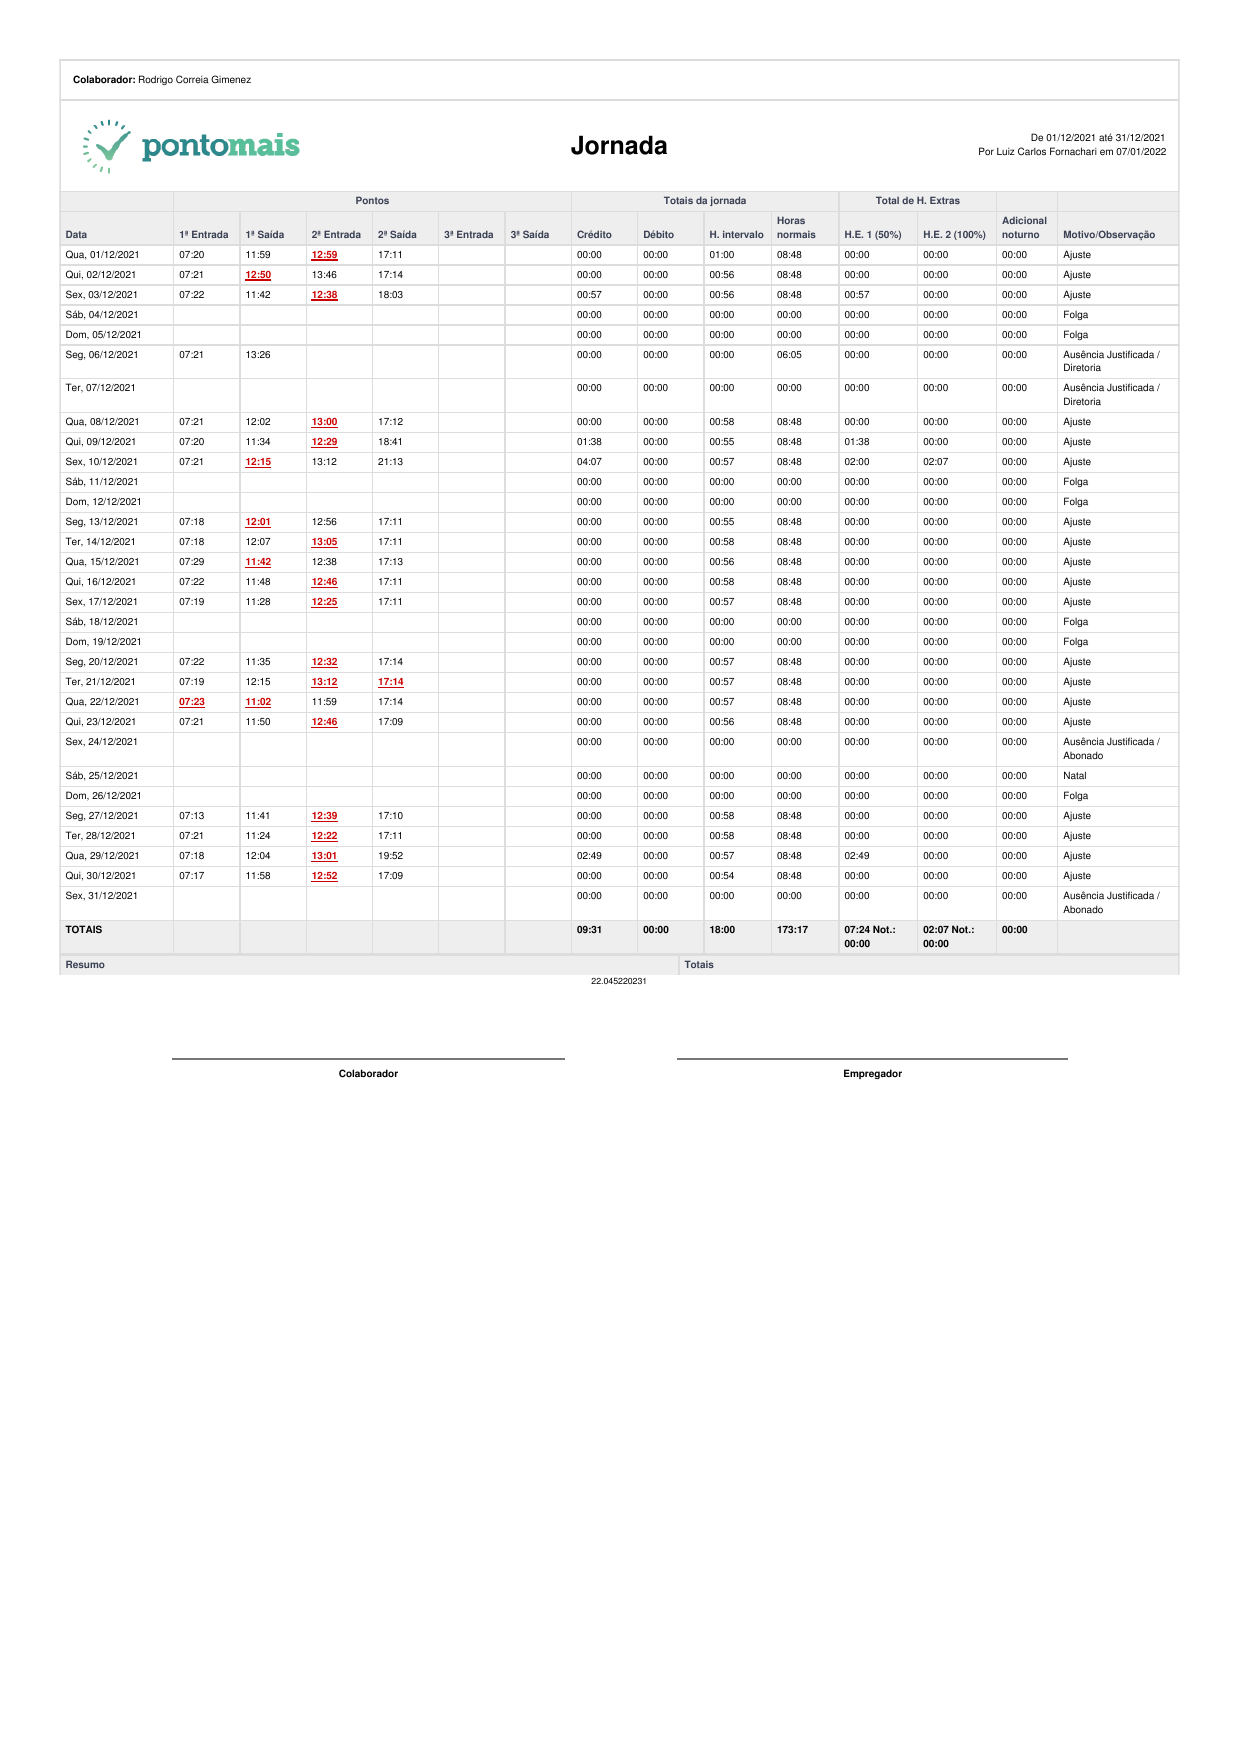 Colaborador: Rodrigo Correia Gimenez
pontomais
Jornada
De 01/12/2021 até 31/12/2021
Por Luiz Carlos Fornachari em 07/01/2022
Pontos Totais da jornada Total de H. Extras
Data 1ª Entrada 1ª Saída 2ª Entrada 2ª Saída 3ª Entrada 3ª Saída Crédito Débito H. intervalo Horas normais H.E. 1 (50%) H.E. 2 (100%) Adicional noturno Motivo/Observação
Qua, 01/12/2021 07:20 11:59 12:59 17:11 00:00 00:00 01:00 08:48 00:00 00:00 00:00 Ajuste
Qui, 02/12/2021 07:21 12:50 13:46 17:14 00:00 00:00 00:56 08:48 00:00 00:00 00:00 Ajuste
Sex, 03/12/2021 07:22 11:42 12:38 18:03 00:57 00:00 00:56 08:48 00:57 00:00 00:00 Ajuste
Sáb, 04/12/2021 00:00 00:00 00:00 00:00 00:00 00:00 00:00 Folga
Dom, 05/12/2021 00:00 00:00 00:00 00:00 00:00 00:00 00:00 Folga
Seg, 06/12/2021 07:21 13:26 00:00 00:00 00:00 06:05 00:00 00:00 00:00 Ausência Justificada /
Diretoria
Ter, 07/12/2021 00:00 00:00 00:00 00:00 00:00 00:00 00:00 Ausência Justificada /
Diretoria
Qua, 08/12/2021 07:21 12:02 13:00 17:12 00:00 00:00 00:58 08:48 00:00 00:00 00:00 Ajuste
Qui, 09/12/2021 07:20 11:34 12:29 18:41 01:38 00:00 00:55 08:48 01:38 00:00 00:00 Ajuste
Sex, 10/12/2021 07:21 12:15 13:12 21:13 04:07 00:00 00:57 08:48 02:00 02:07 00:00 Ajuste
Sáb, 11/12/2021 00:00 00:00 00:00 00:00 00:00 00:00 00:00 Folga
Dom, 12/12/2021 00:00 00:00 00:00 00:00 00:00 00:00 00:00 Folga
Seg, 13/12/2021 07:18 12:01 12:56 17:11 00:00 00:00 00:55 08:48 00:00 00:00 00:00 Ajuste
Ter, 14/12/2021 07:18 12:07 13:05 17:11 00:00 00:00 00:58 08:48 00:00 00:00 00:00 Ajuste
Qua, 15/12/2021 07:29 11:42 12:38 17:13 00:00 00:00 00:56 08:48 00:00 00:00 00:00 Ajuste
Qui, 16/12/2021 07:22 11:48 12:46 17:11 00:00 00:00 00:58 08:48 00:00 00:00 00:00 Ajuste
Sex, 17/12/2021 07:19 11:28 12:25 17:11 00:00 00:00 00:57 08:48 00:00 00:00 00:00 Ajuste
Sáb, 18/12/2021 00:00 00:00 00:00 00:00 00:00 00:00 00:00 Folga
Dom, 19/12/2021 00:00 00:00 00:00 00:00 00:00 00:00 00:00 Folga
Seg, 20/12/2021 07:22 11:35 12:32 17:14 00:00 00:00 00:57 08:48 00:00 00:00 00:00 Ajuste
Ter, 21/12/2021 07:19 12:15 13:12 17:14 00:00 00:00 00:57 08:48 00:00 00:00 00:00 Ajuste
Qua, 22/12/2021 07:23 11:02 11:59 17:14 00:00 00:00 00:57 08:48 00:00 00:00 00:00 Ajuste
Qui, 23/12/2021 07:21 11:50 12:46 17:09 00:00 00:00 00:56 08:48 00:00 00:00 00:00 Ajuste
Sex, 24/12/2021 00:00 00:00 00:00 00:00 00:00 00:00 00:00 Ausência Justificada /
Abonado
Sáb, 25/12/2021 00:00 00:00 00:00 00:00 00:00 00:00 00:00 Natal
Dom, 26/12/2021 00:00 00:00 00:00 00:00 00:00 00:00 00:00 Folga
Seg, 27/12/2021 07:13 11:41 12:39 17:10 00:00 00:00 00:58 08:48 00:00 00:00 00:00 Ajuste
Ter, 28/12/2021 07:21 11:24 12:22 17:11 00:00 00:00 00:58 08:48 00:00 00:00 00:00 Ajuste
Qua, 29/12/2021 07:18 12:04 13:01 19:52 02:49 00:00 00:57 08:48 02:49 00:00 00:00 Ajuste
Qui, 30/12/2021 07:17 11:58 12:52 17:09 00:00 00:00 00:54 08:48 00:00 00:00 00:00 Ajuste
Sex, 31/12/2021 00:00 00:00 00:00 00:00 00:00 00:00 00:00 Ausência Justificada /
Abonado
TOTAIS 09:31 00:00 18:00 173:17 07:24 Not.: 02:07 Not.: 00:00
00:00 00:00
Resumo Totais
22.045220231
Colaborador Empregador